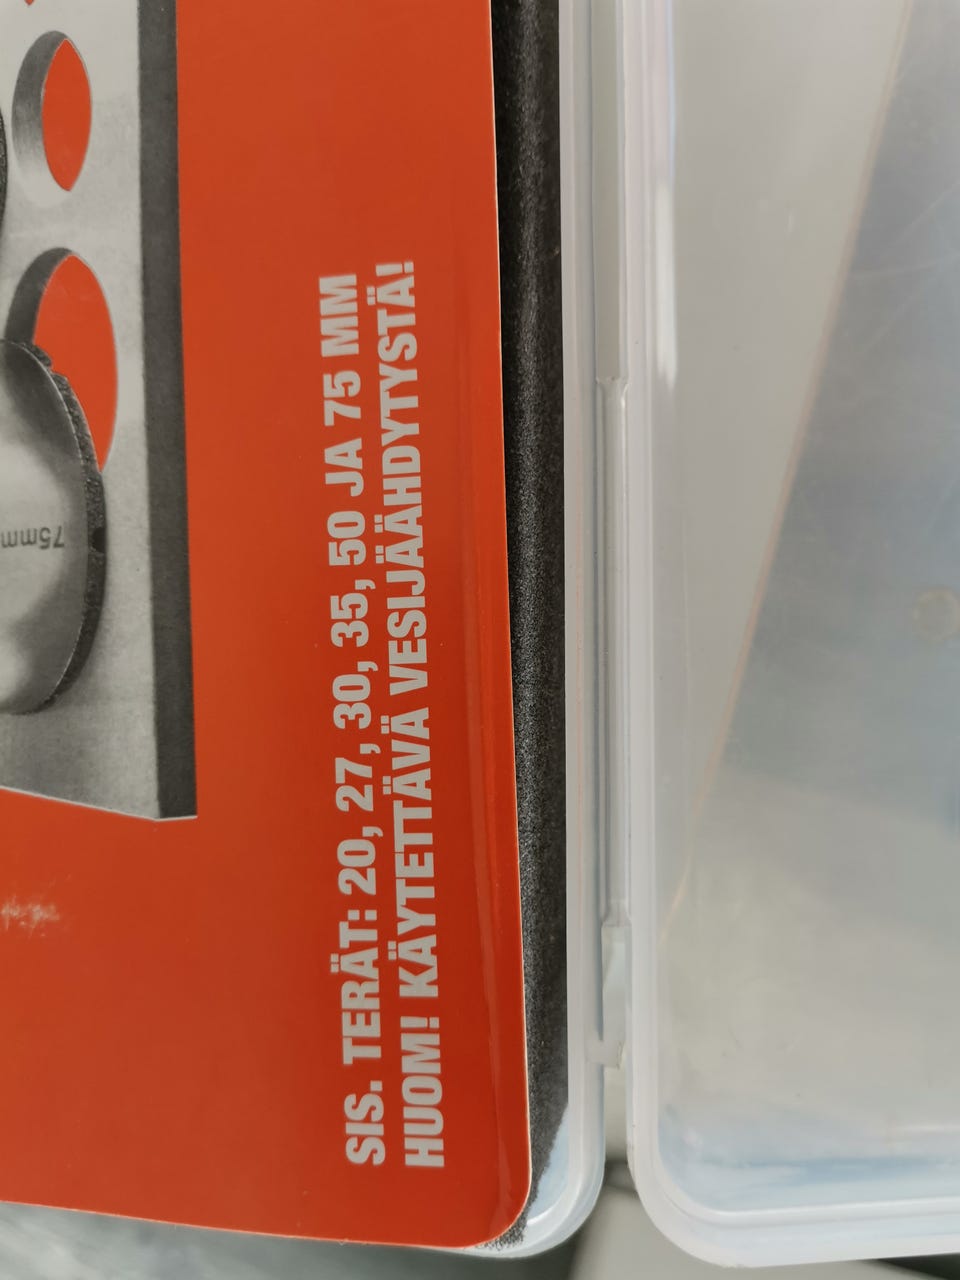 SIS. TERÄT: 20, 27, 30, 35, 50 JA 75 MM
HUOM! KÄYTETTÄVÄ VESIJÄÄHDYTYSTÄ!
75mm